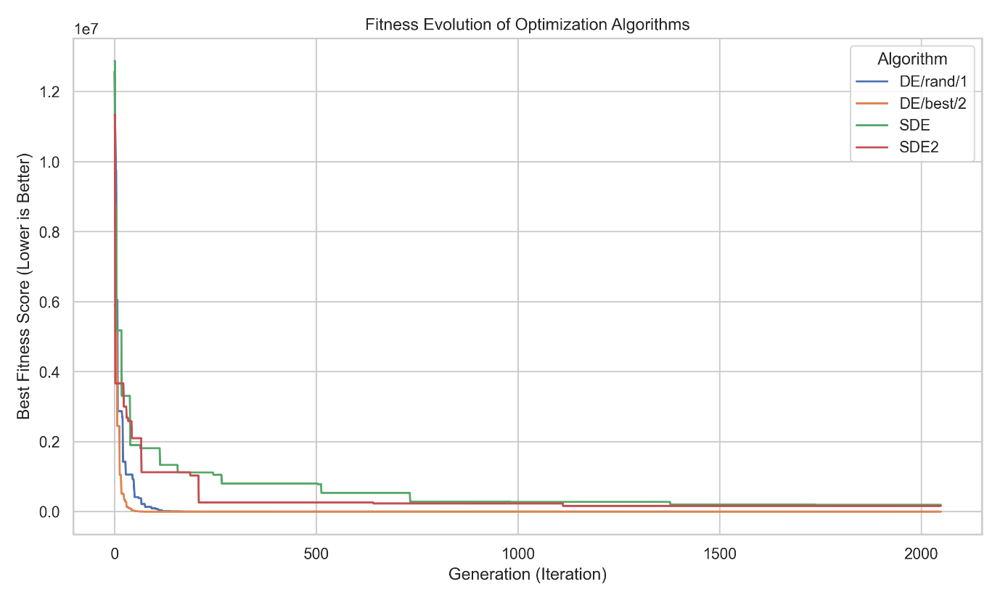 Fitness Evolution of Optimization Algorithms
1e7
Algorithm
DE/rand/1
DE/best/2
SDE
SDE2
Best Fitness Score (Lower is Better)
1.2
1.0
0.8
0.6
0.4
0.2
0.0
0
500
1000
1500
2000
Generation (Iteration)